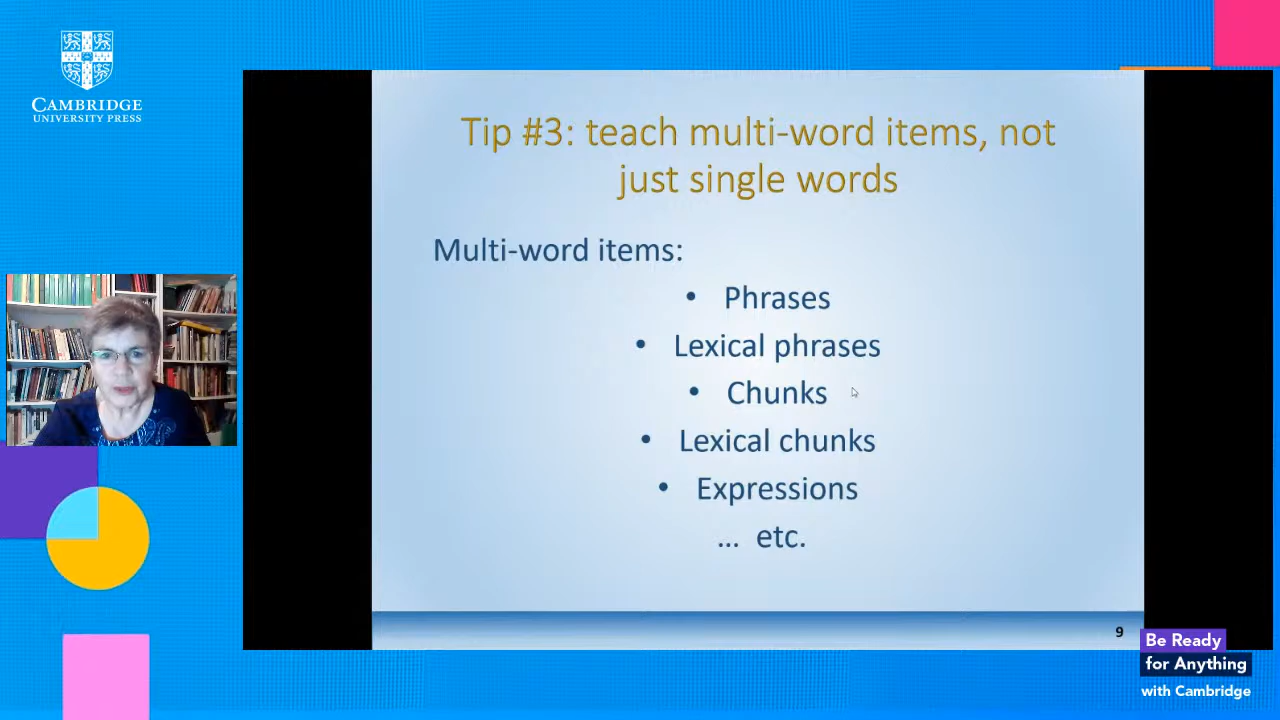 CAMBRIDGE
UNIVERSITY PRESS
Tip #3: teach multi-word items, not
just single words
Multi-word items:
• Phrases
• Lexical phrases
• Chunks
• Lexical chunks
• Expressions
... etc.
9
Be Ready
for Anything
with Cambridge